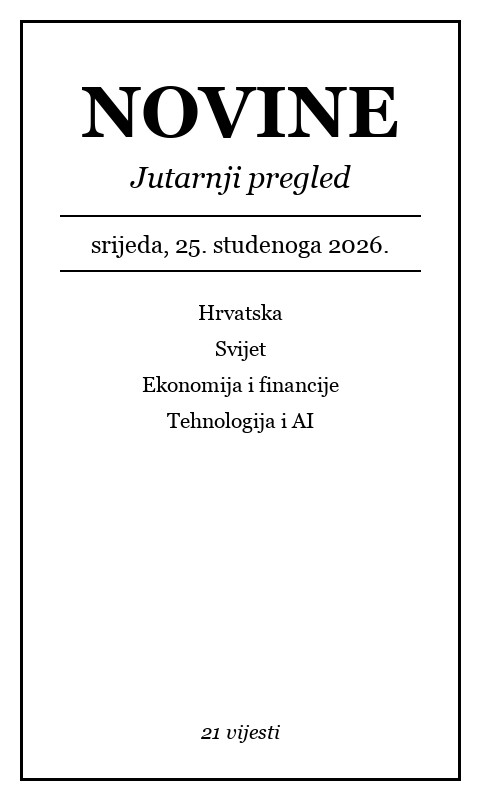 NOVINE
Jutarnji pregled
srijeda, 25. studenoga 2026.
Hrvatska
Svijet
Ekonomija i financije
Tehnologija i AI
21 vijesti